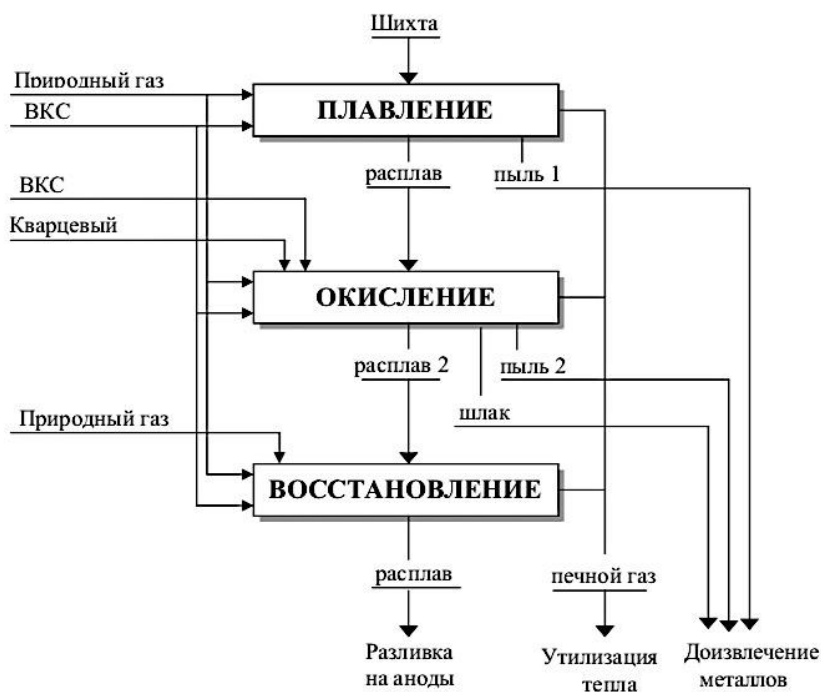 Шихта
Природный газ
ВКС
ПЛАВЛЕНИЕ
расплав
пыль 1
ВКС
Кварцевый
ОКИСЛЕНИЕ
расплав 2
пыль 2
шлак
Природный газ
ВОССТАНОВЛЕНИЕ
расплав
печной газ
Разливка
на аноды
Утилизация
тепла
Доизвлечение
металлов